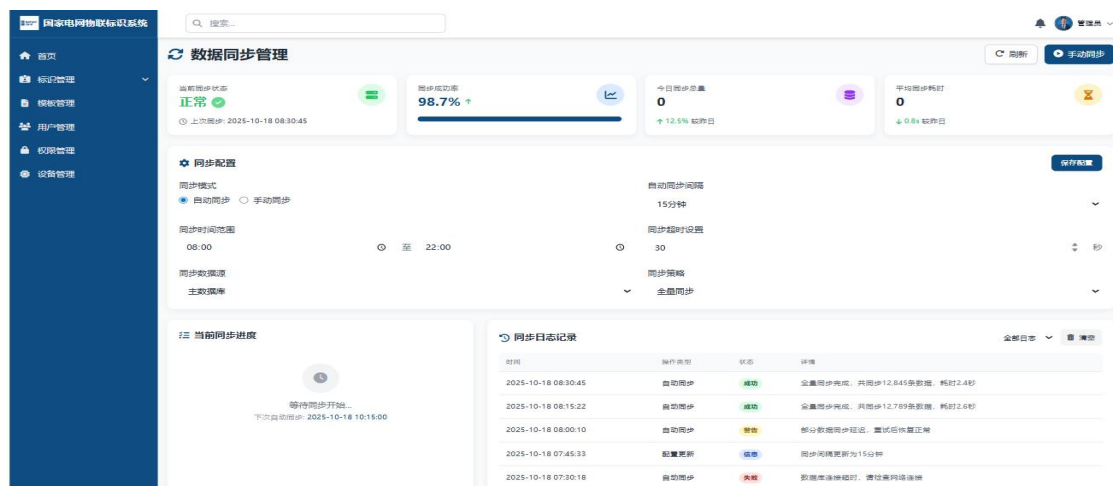 国家电网物联标识系统
搜索...
管理员
首页
标识管理
模板管理
用户管理
权限管理
设备管理
数据同步管理
刷新
手动同步
当前同步状态
正常
上次同步: 2025-10-18 08:30:45
同步成功率
98.7% ↑
今日同步总量
0
↑ 12.5% 较昨日
平均同步耗时
0
↓ 0.8s 较昨日
同步配置
保存配置
同步模式
自动同步 手动同步
自动同步间隔
15分钟
同步时间范围
08:00 至 22:00
同步超时设置
30 秒
同步数据源
主数据库
同步策略
全量同步
当前同步进度
等待同步开始...
下次自动同步: 2025-10-18 10:15:00
同步日志记录
全部日志 清空
时间 操作类型 状态 详情
2025-10-18 08:30:45 自动同步 成功 全量同步完成，共同步12,845条数据，耗时2.4秒
2025-10-18 08:15:22 自动同步 成功 全量同步完成，共同步12,789条数据，耗时2.6秒
2025-10-18 08:00:10 自动同步 警告 部分数据同步延迟，重试后恢复正常
2025-10-18 07:45:33 配置更新 信息 同步间隔更新为15分钟
2025-10-18 07:30:18 自动同步 失败 数据库连接超时，请检查网络连接